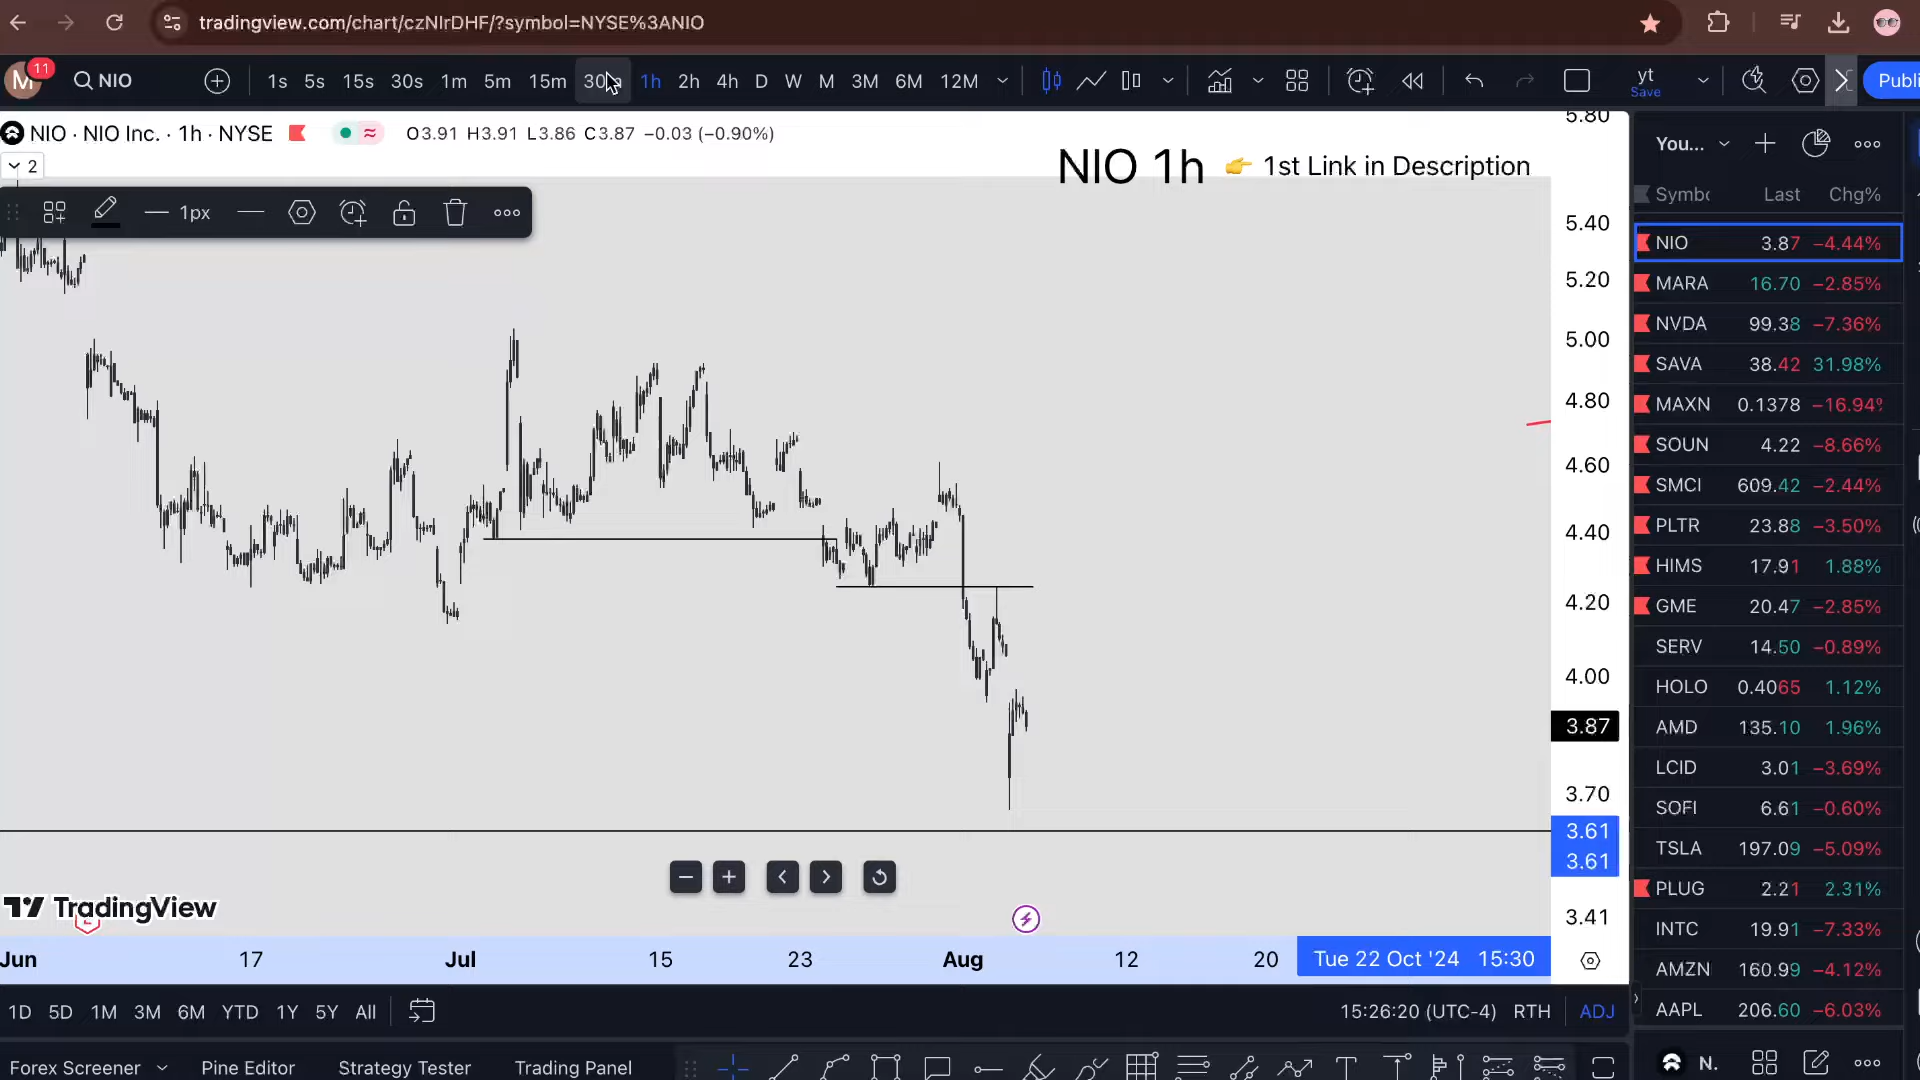 tradingview.com/chart/czNIrDHF/?symbol=NYSE%3ANIO
M 11 NIO 1s 5s 15s 30s 1m 5m 15m 1h 2h 4h D W M 3M 6M 12M yt Save Publi
NIO · NIO Inc. · 1h · NYSE O3.91 H3.91 L3.86 C3.87 −0.03 (−0.90%)
2
NIO 1h 👉 1st Link in Description
1px
5.80
5.40
5.20
5.00
4.80
4.60
4.40
4.20
4.00
3.87
3.70
3.61
3.61
3.41
TradingView
Jun 17 Jul 15 23 Aug 12 20 Tue 22 Oct '24 15:30
1D 5D 1M 3M 6M YTD 1Y 5Y All 15:26:20 (UTC-4) RTH ADJ
Forex Screener Pine Editor Strategy Tester Trading Panel
You...
Last Chg%
NIO 3.87 −4.44%
MARA 16.70 −2.85%
NVDA 99.38 −7.36%
SAVA 38.42 31.98%
MAXN 0.1378 −16.94%
SOUN 4.22 −8.66%
SMCI 609.42 −2.44%
PLTR 23.88 −3.50%
HIMS 17.91 1.88%
GME 20.47 −2.85%
SERV 14.50 −0.89%
HOLO 0.4065 1.12%
AMD 135.10 1.96%
LCID 3.01 −3.69%
SOFI 6.61 −0.60%
TSLA 197.09 −5.09%
PLUG 2.21 2.31%
INTC 19.91 −7.33%
AMZN 160.99 −4.12%
AAPL 206.60 −6.03%
N.